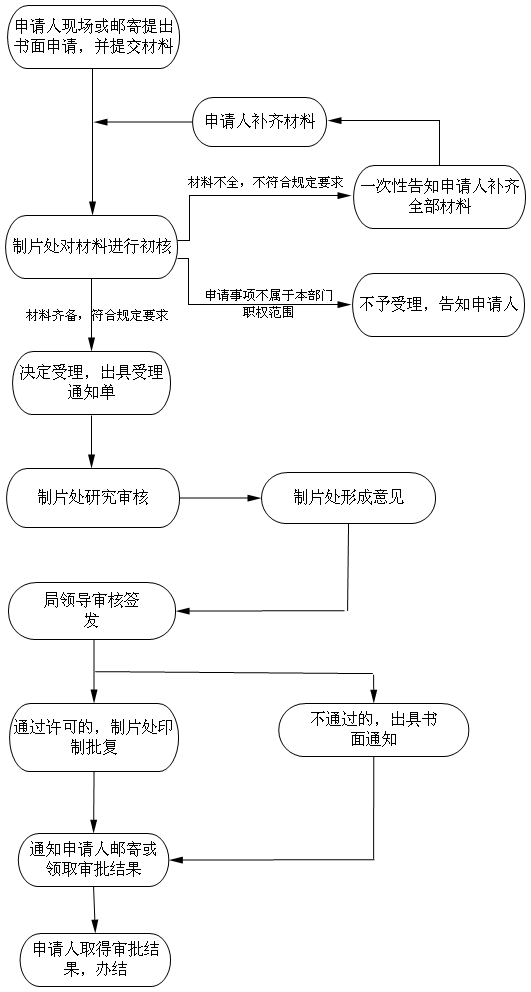 申请人现场或邮寄提出
书面申请，并提交材料
申请人补齐材料
材料不全，不符合规定要求
一次性告知申请人补齐
全部材料
制片处对材料进行初核
申请事项不属于本部门
职权范围
不予受理，告知申请人
材料齐备，符合规定要求
决定受理，出具受理
通知单
制片处研究审核
制片处形成意见
局领导审核签
发
通过许可的，制片处印
制批复
不通过的，出具书
面通知
通知申请人邮寄或
领取审批结果
申请人取得审批结
果，办结